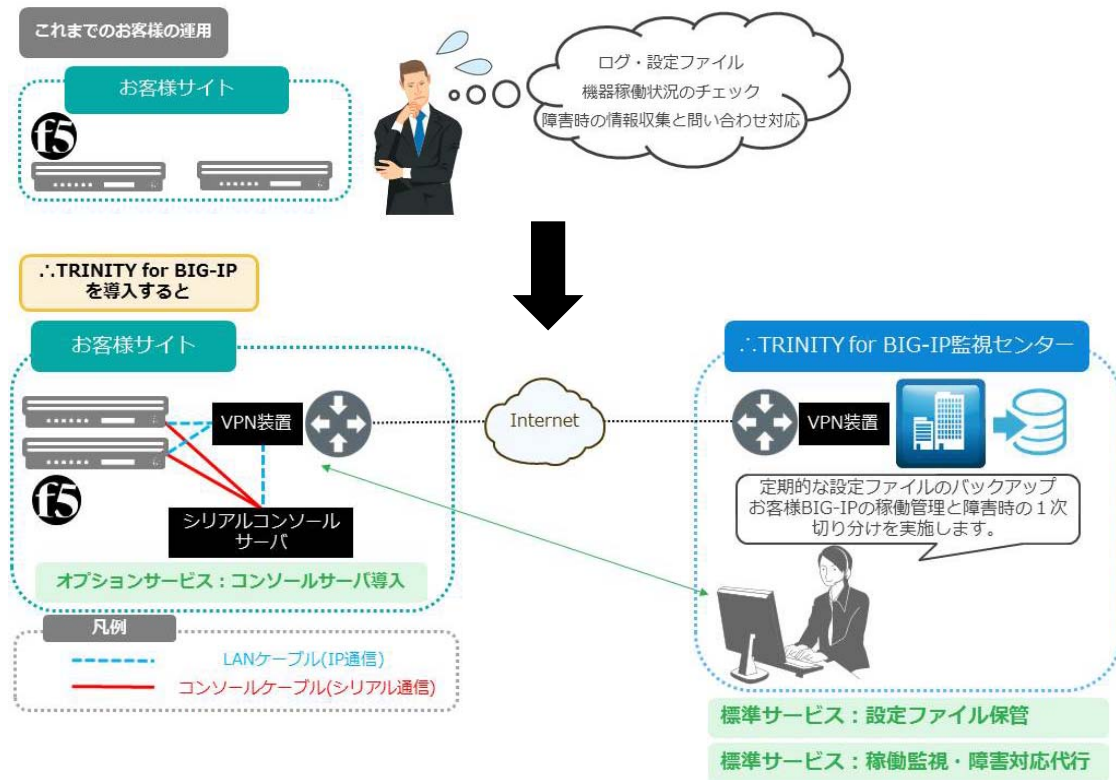 これまでのお客様の運用
お客様サイト
f5
ログ・設定ファイル
機器稼働状況のチェック
障害時の情報収集と問い合わせ対応
∴TRINITY for BIG-IP
を導入すると
お客様サイト
VPN装置
f5
シリアルコンソール
サーバ
オプションサービス：コンソールサーバ導入
Internet
∴TRINITY for BIG-IP監視センター
VPN装置
定期的な設定ファイルのバックアップ
お客様BIG-IPの稼働管理と障害時の１次
切り分けを実施します。
凡例
LANケーブル(IP通信)
コンソールケーブル(シリアル通信)
標準サービス：設定ファイル保管
標準サービス：稼働監視・障害対応代行